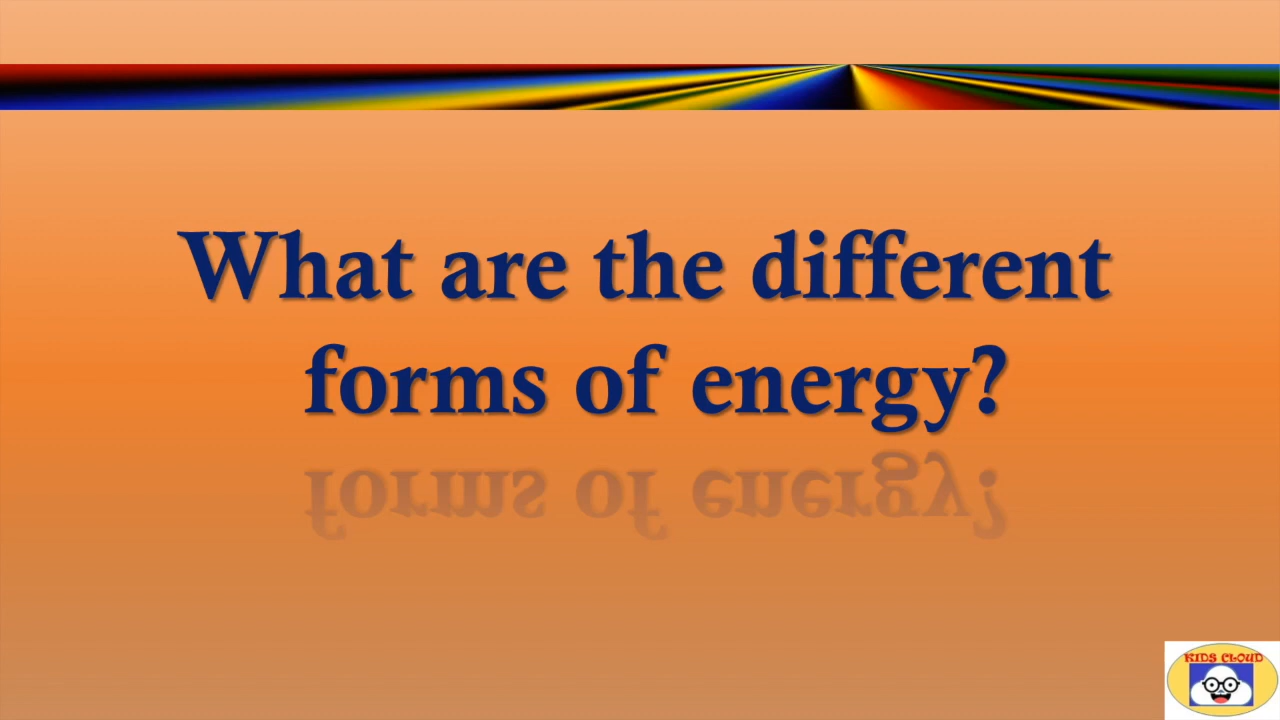 What are the different
forms of energy?
KIDS CLOUD